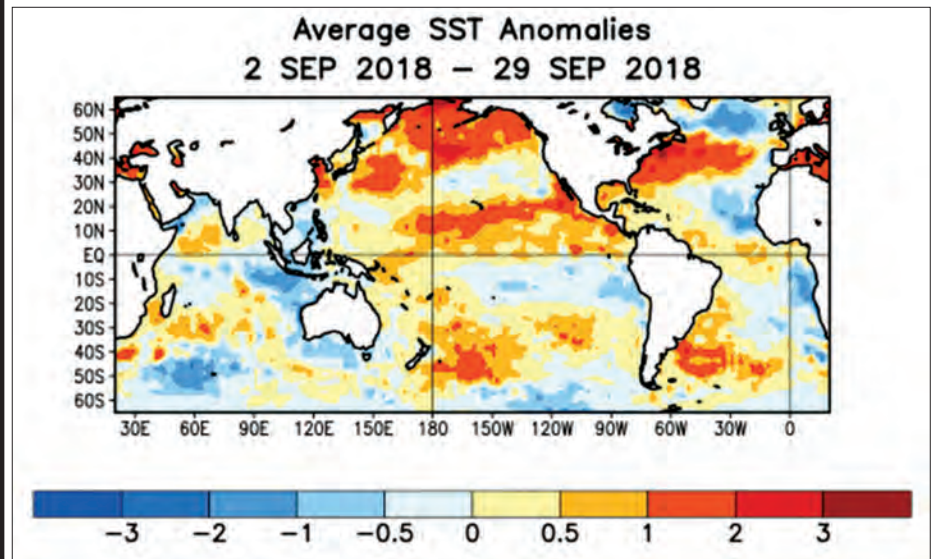 Average SST Anomalies
2 SEP 2018 – 29 SEP 2018
60N
50N
40N
30N
20N
10N
EQ
10S
20S
30S
40S
50S
60S
30E 60E 90E 120E 150E 180 150W 120W 90W 60W 30W 0
−3 −2 −1 −0.5 0 0.5 1 2 3